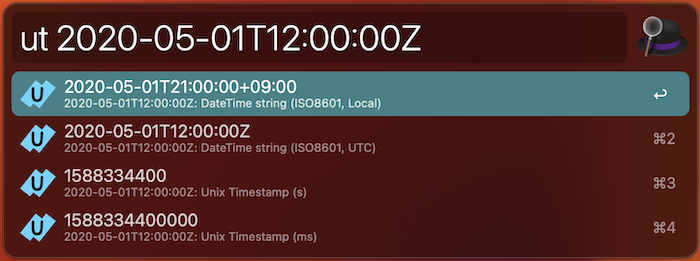 ut 2020-05-01T12:00:00Z
U 2020-05-01T21:00:00+09:00 ↩
2020-05-01T12:00:00Z: DateTime string (ISO8601, Local)
U 2020-05-01T12:00:00Z ⌘2
2020-05-01T12:00:00Z: DateTime string (ISO8601, UTC)
U 1588334400 ⌘3
2020-05-01T12:00:00Z: Unix Timestamp (s)
U 1588334400000 ⌘4
2020-05-01T12:00:00Z: Unix Timestamp (ms)